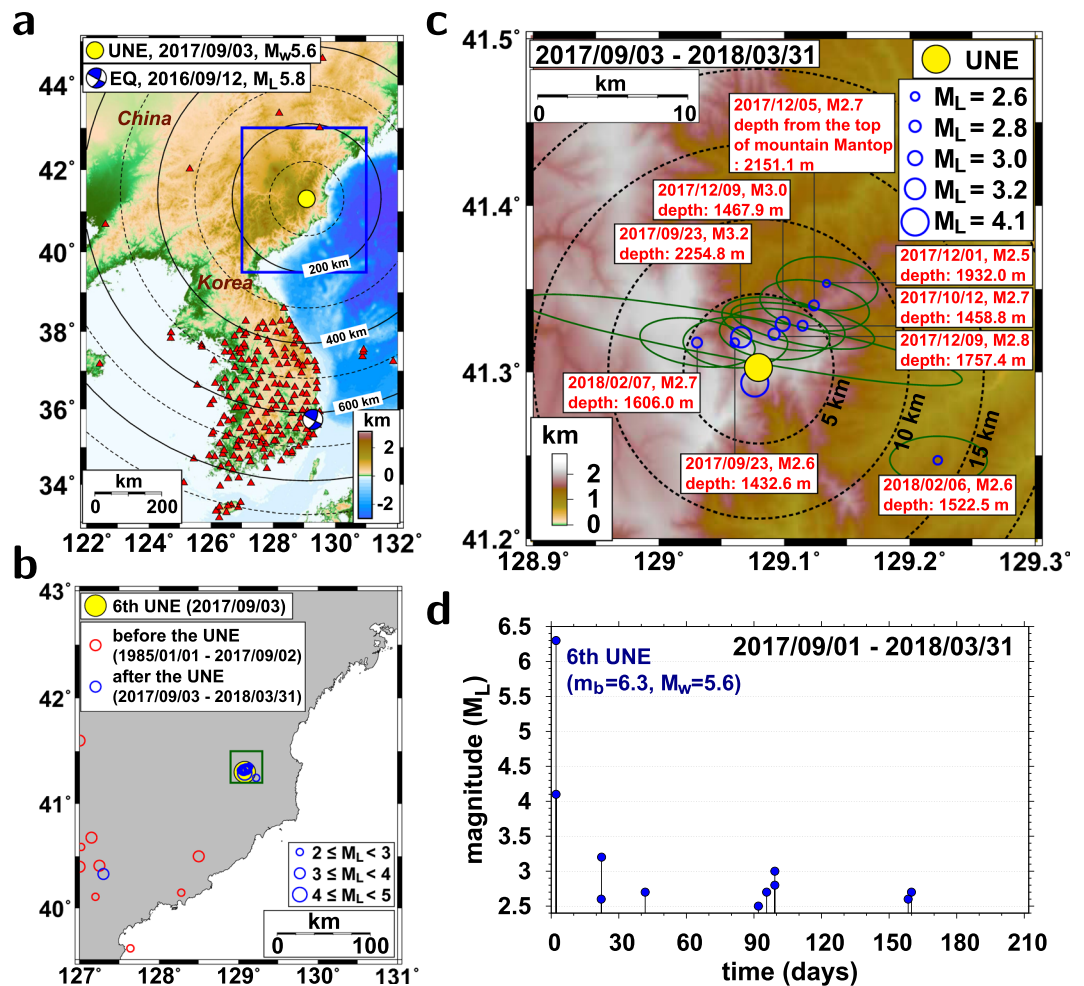 a
UNE, 2017/09/03, Mw5.6
EQ, 2016/09/12, ML5.8
China
Korea
200 km
400 km
600 km
km
0 200
km
2
0
−2
44˚
42˚
40˚
38˚
36˚
34˚
122 124 126 128 130 132˚
b
6th UNE (2017/09/03)
before the UNE
(1985/01/01 - 2017/09/02)
after the UNE
(2017/09/03 - 2018/03/31)
2 ≤ ML < 3
3 ≤ ML < 4
4 ≤ ML < 5
km
0 100
43˚
42˚
41˚
40˚
127˚ 128˚ 129˚ 130˚ 131˚
c
2017/09/03 - 2018/03/31
km
0 10
UNE
ML = 2.6
ML = 2.8
ML = 3.0
ML = 3.2
ML = 4.1
2017/12/05, M2.7
depth from the top
of mountain Mantop
: 2151.1 m
2017/12/09, M3.0
depth: 1467.9 m
2017/09/23, M3.2
depth: 2254.8 m
2017/12/01, M2.5
depth: 1932.0 m
2017/10/12, M2.7
depth: 1458.8 m
2017/12/09, M2.8
depth: 1757.4 m
2018/02/07, M2.7
depth: 1606.0 m
2017/09/23, M2.6
depth: 1432.6 m
2018/02/06, M2.6
depth: 1522.5 m
5 km
10 km
15 km
km
2
1
0
41.5˚
41.4˚
41.3˚
41.2˚
128.9˚ 129˚ 129.1˚ 129.2˚ 129.3˚
d
2017/09/01 - 2018/03/31
6th UNE
(mb=6.3, Mw=5.6)
magnitude (ML)
6.5
6
5.5
5
4.5
4
3.5
3
2.5
0 30 60 90 120 150 180 210
time (days)